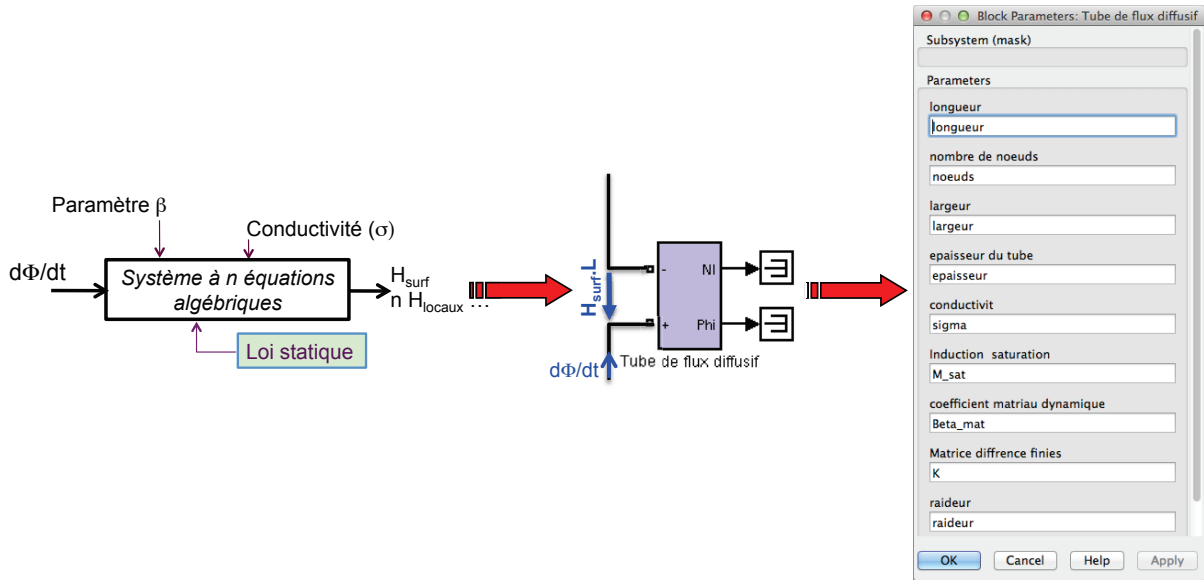 Paramètre β
Conductivité (σ)
dΦ/dt
Système à n équations
algébriques
H_surf
n H_locaux ...
Loi statique
H_surf.L
-
NI
+
Phi
Tube de flux diffusif
dΦ/dt
Block Parameters: Tube de flux diffusif
Subsystem (mask)
Parameters
longueur
longueur
nombre de noeuds
noeuds
largeur
largeur
epaisseur du tube
epaisseur
conductivit
sigma
Induction saturation
M_sat
coefficient matriau dynamique
Beta_mat
Matrice diffrence finies
K
raideur
raideur
OK
Cancel
Help
Apply